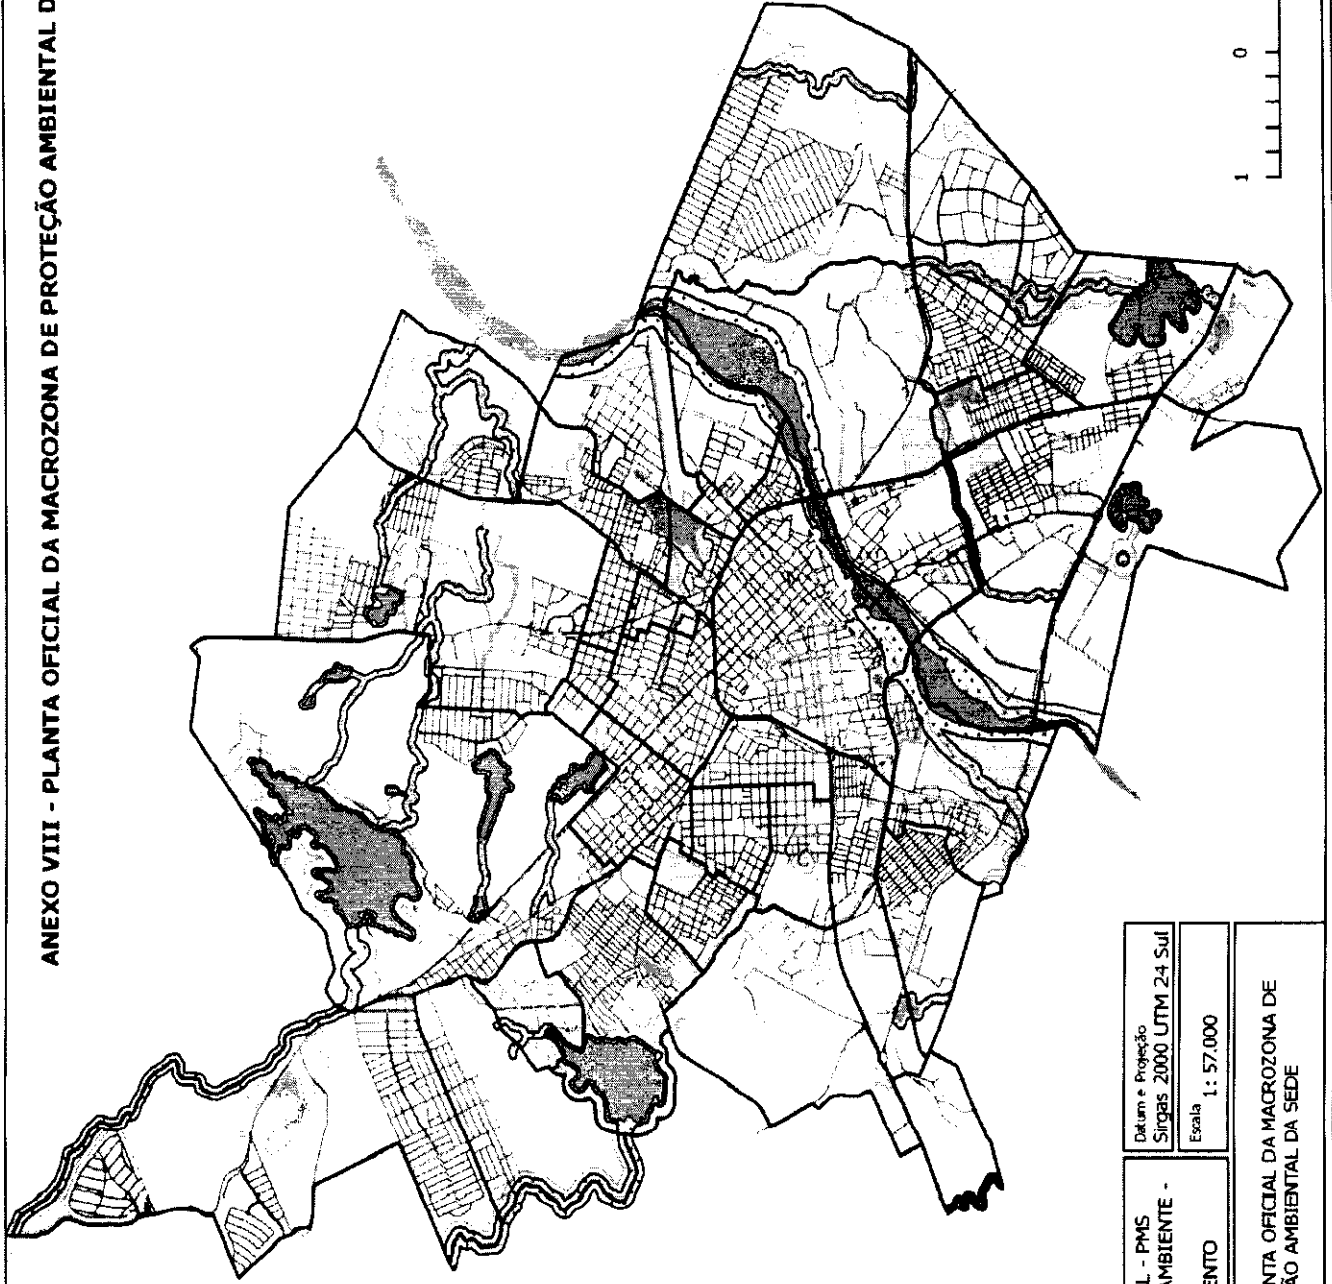 ANEXO VIII - PLANTA OFICIAL DA MACROZONA DE PROTEÇÃO AMBIENTAL D
1 0
L - PMS
AMBIENTE -
ENTO
Datum e Projeção
Sirgas 2000 UTM 24 Sul
Escala
1: 57.000
NTA OFICIAL DA MACROZONA DE
ÃO AMBIENTAL DA SEDE